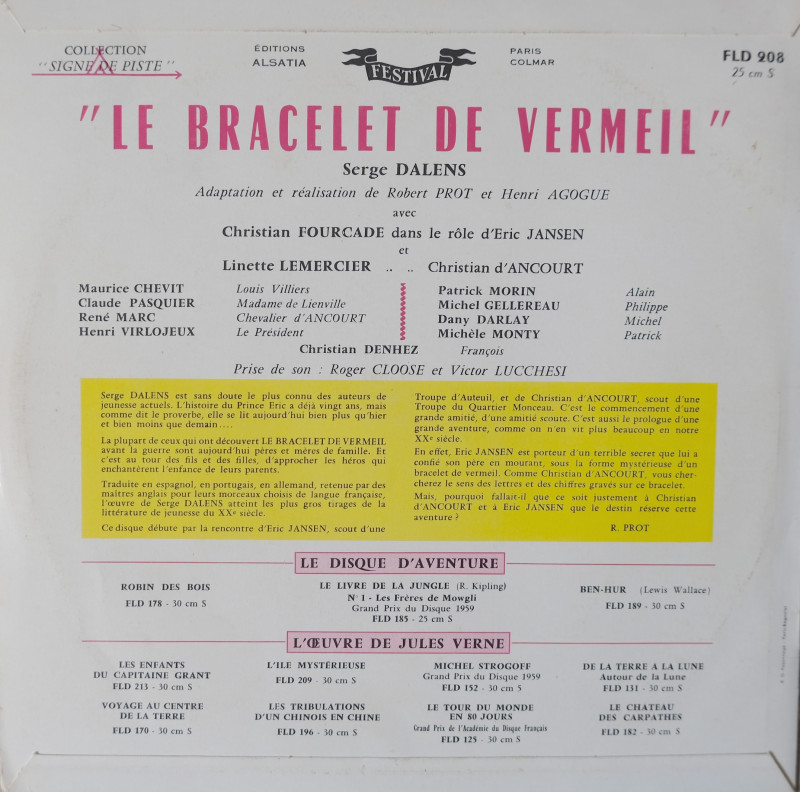 COLLECTION
"SIGNE DE PISTE"
ÉDITIONS
ALSATIA
FESTIVAL
PARIS
COLMAR
FLD 208
25 cm S
"LE BRACELET DE VERMEIL"
Serge DALENS
Adaptation et réalisation de Robert PROT et Henri AGOGUE
avec
Christian FOURCADE dans le rôle d'Eric JANSEN
et
Linette LEMERCIER .. .. Christian d'ANCOURT
Maurice CHEVIT Louis Villiers
Claude PASQUIER Madame de Lienville
René MARC Chevalier d'ANCOURT
Henri VIRLOJEUX Le Président
Patrick MORIN Alain
Michel GELLEREAU Philippe
Dany DARLAY Michel
Michèle MONTY Patrick
Christian DENHEZ François
Prise de son : Roger CLOOSE et Victor LUCCHESI
Serge DALENS est sans doute le plus connu des auteurs de
jeunesse actuels. L'histoire du Prince Eric a déjà vingt ans, mais
comme dit le proverbe, elle se lit aujourd'hui bien plus qu'hier
et bien moins que demain....
La plupart de ceux qui ont découvert LE BRACELET DE VERMEIL
avant la guerre sont aujourd'hui pères et mères de famille. Et
c'est au tour des fils et des filles, d'approcher les héros qui
enchantèrent l'enfance de leurs parents.
Traduite en espagnol, en portugais, en allemand, retenue par des
maîtres anglais pour leurs morceaux choisis de langue française,
l'œuvre de Serge DALENS atteint les plus gros tirages de la
littérature de jeunesse du XXe siècle.
Ce disque débute par la rencontre d'Eric JANSEN, scout d'une
Troupe d'Auteuil, et de Christian d'ANCOURT, scout d'une
Troupe du Quartier Monceau. C'est le commencement d'une
grande amitié, d'une amitié scoute. C'est aussi le prologue d'une
grande aventure, comme on n'en vit plus beaucoup en notre
XXe siècle.
En effet, Eric JANSEN est porteur d'un terrible secret que lui a
confié son père en mourant, sous la forme mystérieuse d'un
bracelet de vermeil. Comme Christian d'ANCOURT, vous cher-
cherez le sens des lettres et des chiffres gravés sur ce bracelet.
Mais, pourquoi fallait-il que ce soit justement à Christian
d'ANCOURT et à Eric JANSEN que le destin réserve cette
aventure ?
R. PROT
LE DISQUE D'AVENTURE
ROBIN DES BOIS
FLD 178 - 30 cm S
LE LIVRE DE LA JUNGLE (R. Kipling)
N° 1 - Les Frères de Mowgli
Grand Prix du Disque 1959
FLD 185 - 25 cm S
BEN-HUR (Lewis Wallace)
FLD 189 - 30 cm S
L'ŒUVRE DE JULES VERNE
LES ENFANTS
DU CAPITAINE GRANT
FLD 213 - 30 cm S
L'ILE MYSTÉRIEUSE
FLD 209 - 30 cm S
MICHEL STROGOFF
Grand Prix du Disque 1959
FLD 152 - 30 cm S
DE LA TERRE A LA LUNE
Autour de la Lune
FLD 131 - 30 cm S
VOYAGE AU CENTRE
DE LA TERRE
FLD 170 - 30 cm S
LES TRIBULATIONS
D'UN CHINOIS EN CHINE
FLD 196 - 30 cm S
LE TOUR DU MONDE
EN 80 JOURS
Grand Prix de l'Académie du Disque Français
FLD 125 - 30 cm S
LE CHATEAU
DES CARPATHES
FLD 182 - 30 cm S